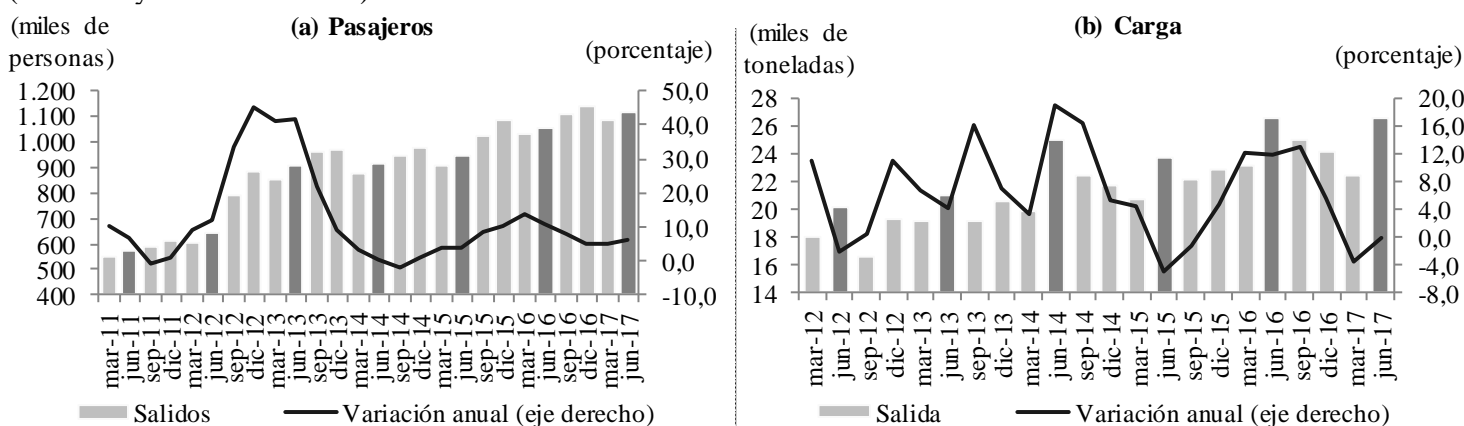 (miles de
personas)
(a) Pasajeros
(porcentaje)
1.200
1.100
1.000
900
800
700
600
500
400
50,0
40,0
30,0
20,0
10,0
0,0
-10,0
mar-11
jun-11
sep-11
dic-11
mar-12
jun-12
sep-12
dic-12
mar-13
jun-13
sep-13
dic-13
mar-14
jun-14
sep-14
dic-14
mar-15
jun-15
sep-15
dic-15
mar-16
jun-16
sep-16
dic-16
mar-17
jun-17
Salidos
Variación anual (eje derecho)
(miles de
toneladas)
(b) Carga
(porcentaje)
28
26
24
22
20
18
16
14
20,0
16,0
12,0
8,0
4,0
0,0
-4,0
-8,0
mar-12
jun-12
sep-12
dic-12
mar-13
jun-13
sep-13
dic-13
mar-14
jun-14
sep-14
dic-14
mar-15
jun-15
sep-15
dic-15
mar-16
jun-16
sep-16
dic-16
mar-17
jun-17
Salida
Variación anual (eje derecho)